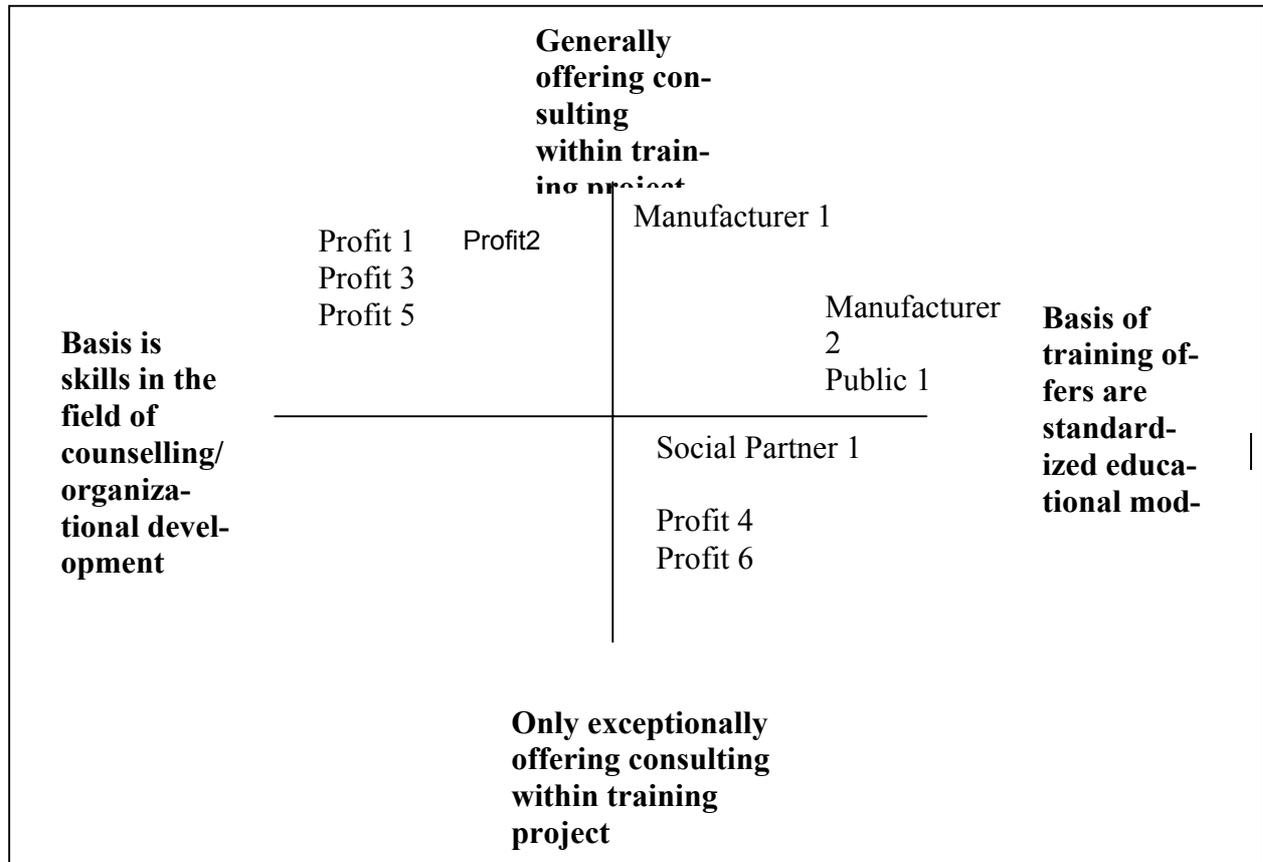 Generally
offering con-
sulting
within train-
ing project
Manufacturer 1
Profit 1
Profit2
Profit 3
Profit 5
Manufacturer
2
Public 1
Basis is
skills in the
field of
counselling/
organiza-
tional devel-
opment
Basis of
training of-
fers are
standard-
ized educa-
tional mod-
Social Partner 1
Profit 4
Profit 6
Only exceptionally
offering consulting
within training
project